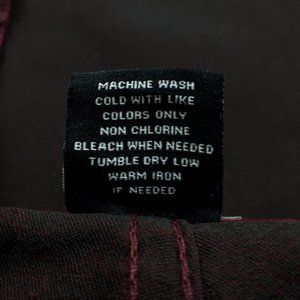 MACHINE WASH
COLD WITH LIKE
COLORS ONLY
NON CHLORINE
BLEACH WHEN NEEDED
TUMBLE DRY LOW
WARM IRON
IF NEEDED